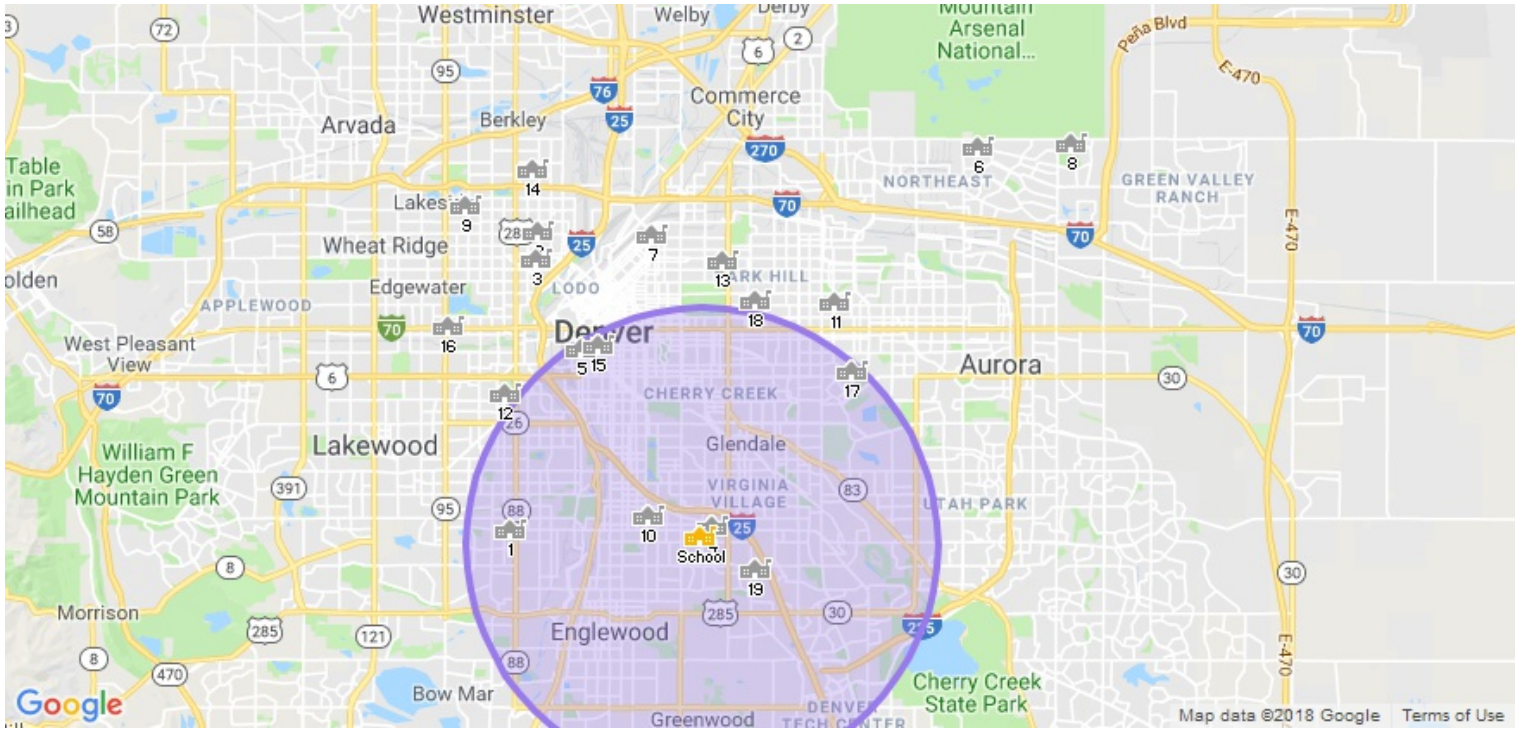 Westminster
Welby
Derby
Mountain
Arsenal
National...
Peña Blvd
E-470
3
72
6
2
95
76
25
Commerce
City
Arvada
Berkley
270
6
8
Table
in Park
ailhead
14
NORTHEAST
GREEN VALLEY
RANCH
70
58
9
Wheat Ridge
25
7
70
E-470
olden
3
LODO
13
ARK HILL
Edgewater
APPLEWOOD
18
11
70
16
Denver
70
West Pleasant
View
5
15
6
Aurora
30
17
CHERRY CREEK
70
12
26
Lakewood
Glendale
William F
Hayden Green
Mountain Park
391
VIRGINIA
VILLAGE
83
95
88
UTAH PARK
10
25
1
School
8
19
30
Morrison
285
121
285
30
Englewood
E-470
8
470
88
Bow Mar
Cherry Creek
State Park
Greenwood
DENVER
TECH CENTER
Google
Map data ©2018 Google
Terms of Use